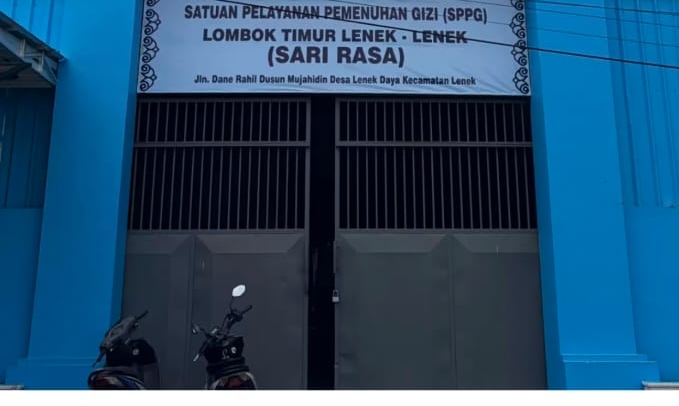 SATUAN PELAYANAN PEMENUHAN GIZI (SPPG)
LOMBOK TIMUR LENEK - LENEK
(SARI RASA)
Jln. Dane Rahil Dusun Mujahidin Desa Lenek Daya Kecamatan Lenek